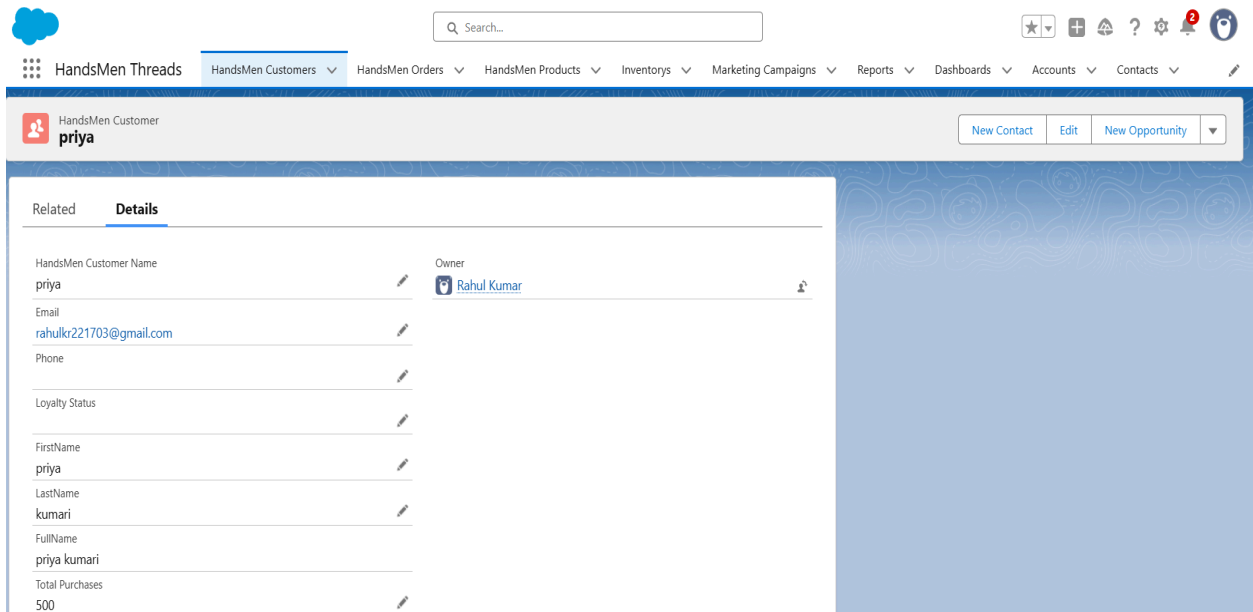 Search...
2
HandsMen Threads HandsMen Customers HandsMen Orders HandsMen Products Inventorys Marketing Campaigns Reports Dashboards Accounts Contacts
HandsMen Customer
priya
New Contact Edit New Opportunity
Related Details
HandsMen Customer Name
priya
Owner
Rahul Kumar
Email
rahulkr221703@gmail.com
Phone
Loyalty Status
FirstName
priya
LastName
kumari
FullName
priya kumari
Total Purchases
500